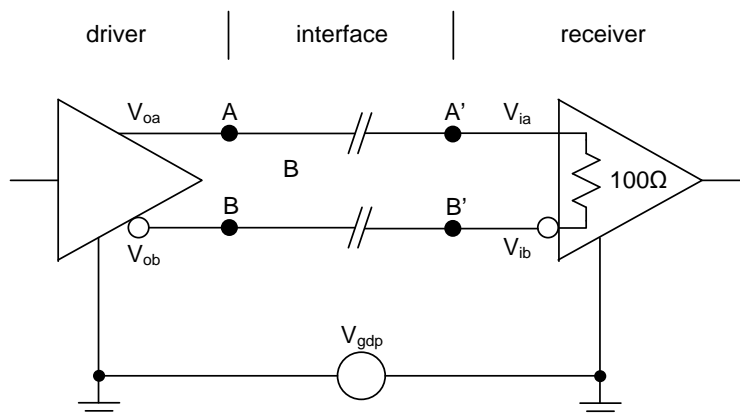 driver interface receiver
Voa A A' Via
B 100Ω
B B'
Vob Vib
Vgdp